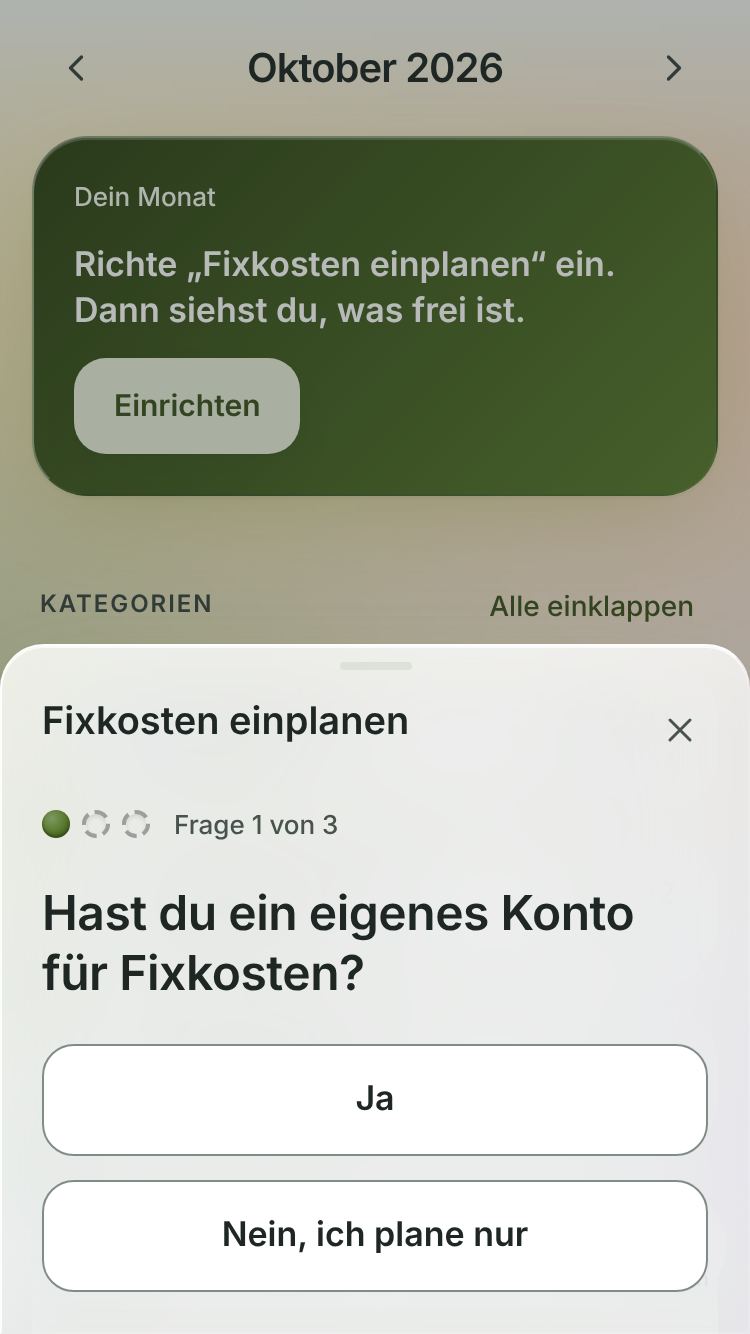 Oktober 2026
Dein Monat
Richte „Fixkosten einplanen“ ein.
Dann siehst du, was frei ist.
Einrichten
KATEGORIEN
Alle einklappen
Fixkosten einplanen
Frage 1 von 3
Hast du ein eigenes Konto
für Fixkosten?
Ja
Nein, ich plane nur